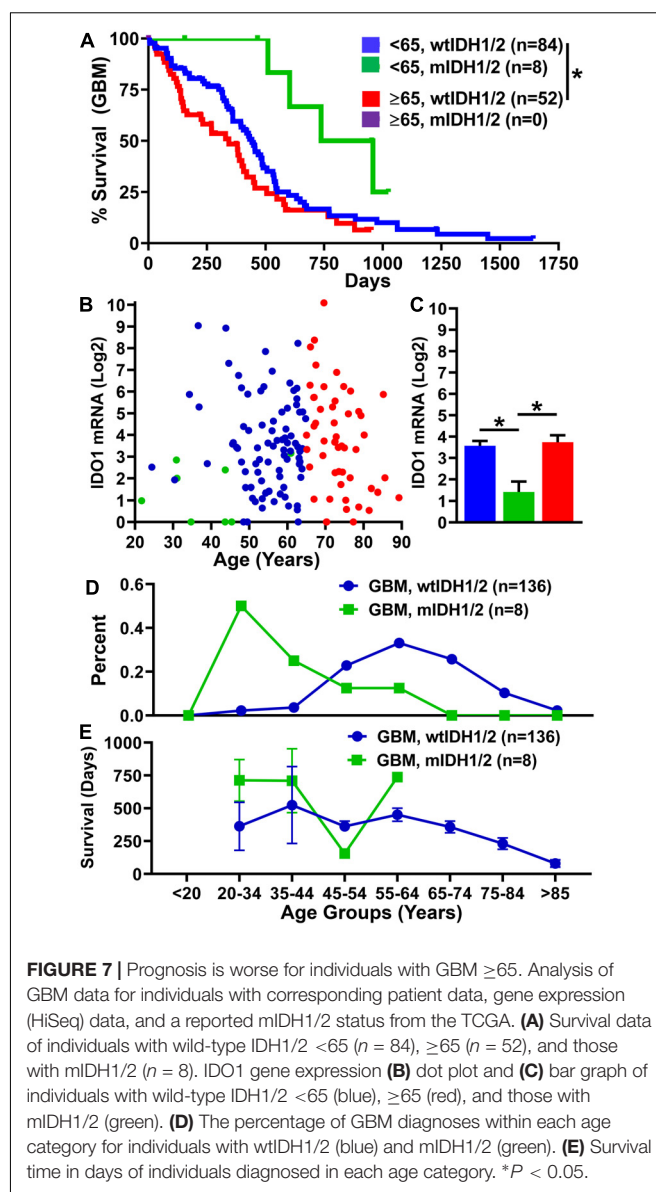 A
100
75
50
25
0
% Survival (GBM)
<65, wtIDH1/2 (n=84)
<65, mIDH1/2 (n=8)
≥65, wtIDH1/2 (n=52)
≥65, mIDH1/2 (n=0)
*
0 250 500 750 1000 1250 1500 1750
Days
B
10
9
8
7
6
5
4
3
2
1
0
IDO1 mRNA (Log2)
20 30 40 50 60 70 80 90
Age (Years)
C
10
9
8
7
6
5
4
3
2
1
0
IDO1 mRNA (Log2)
* *
D
0.6
0.4
0.2
0.0
Percent
GBM, wtIDH1/2 (n=136)
GBM, mIDH1/2 (n=8)
E
1000
750
500
250
0
Survival (Days)
GBM, wtIDH1/2 (n=136)
GBM, mIDH1/2 (n=8)
<20 20-34 35-44 45-54 55-64 65-74 75-84 >85
Age Groups (Years)
FIGURE 7 | Prognosis is worse for individuals with GBM ≥65. Analysis of
GBM data for individuals with corresponding patient data, gene expression
(HiSeq) data, and a reported mIDH1/2 status from the TCGA. (A) Survival data
of individuals with wild-type IDH1/2 <65 (n = 84), ≥65 (n = 52), and those
with mIDH1/2 (n = 8). IDO1 gene expression (B) dot plot and (C) bar graph of
individuals with wild-type IDH1/2 <65 (blue), ≥65 (red), and those with
mIDH1/2 (green). (D) The percentage of GBM diagnoses within each age
category for individuals with wtIDH1/2 (blue) and mIDH1/2 (green). (E) Survival
time in days of individuals diagnosed in each age category. *P < 0.05.